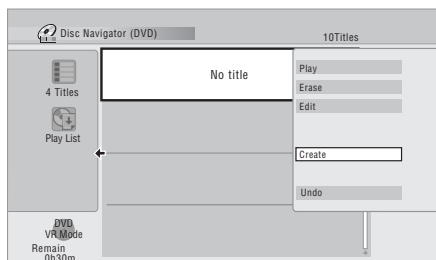 Disc Navigator (DVD)
10Titles
4 Titles
Play List
No title
Play
Erase
Edit
Create
Undo
DVD
VR Mode
Remain
0h30m